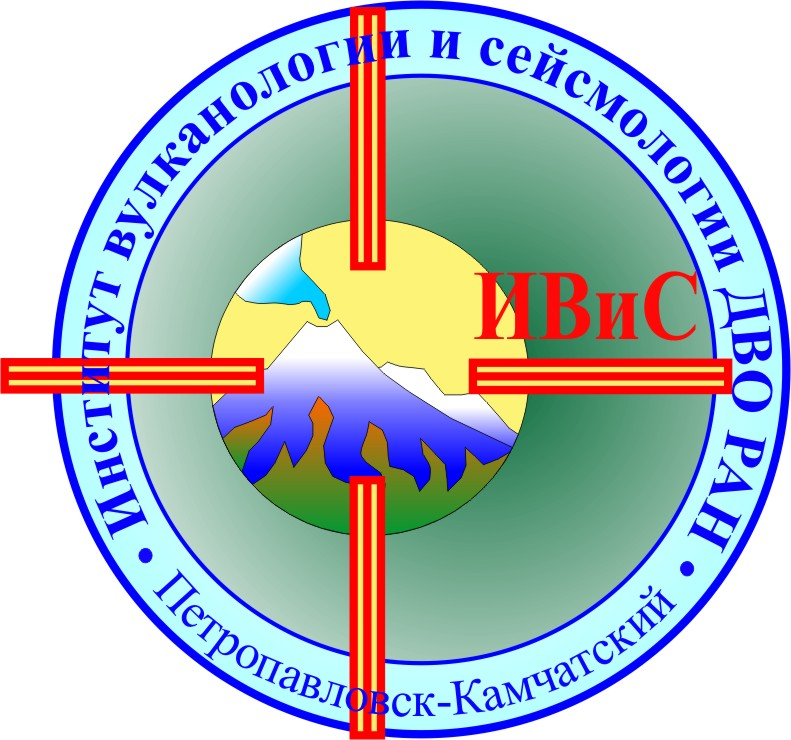 Институт вулканологии и сейсмологии ДВО РАН
ИВиС
• Петропавловск-Камчатский •